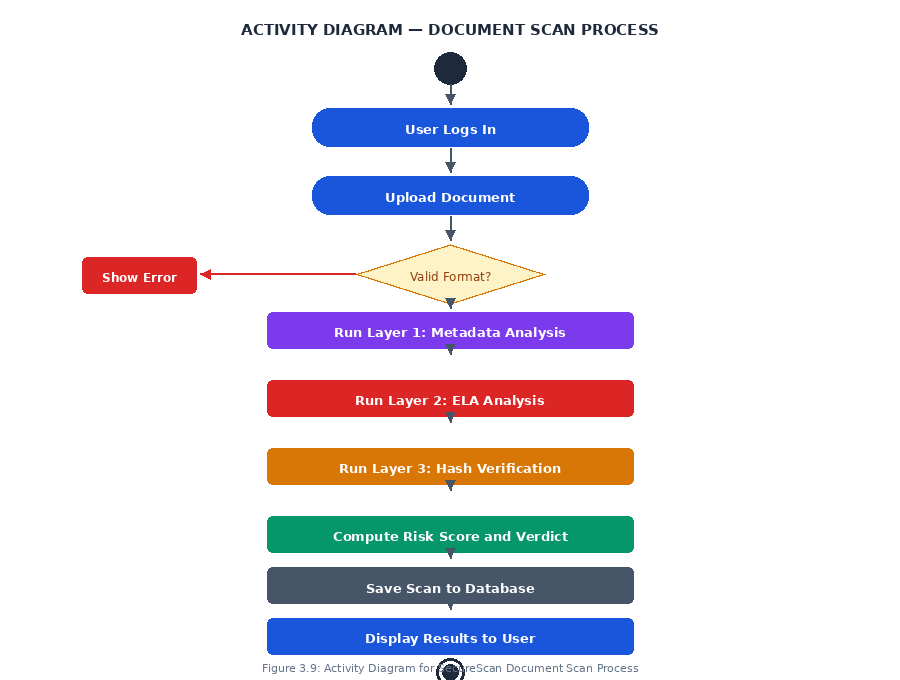 ACTIVITY DIAGRAM — DOCUMENT SCAN PROCESS
User Logs In
Upload Document
Valid Format?
Show Error
Run Layer 1: Metadata Analysis
Run Layer 2: ELA Analysis
Run Layer 3: Hash Verification
Compute Risk Score and Verdict
Save Scan to Database
Display Results to User
Figure 3.9: Activity Diagram for SecureScan Document Scan Process